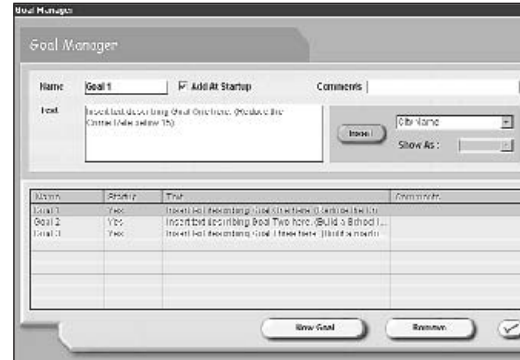 Goal Manager
Goal Manager
Name Goal 1 Add At Startup Comments
Text Insert text describing Goal One here. (Reduce the
Crime Rate below 15).
Insert City Name
Show As :
Name Startup Text Comments
Goal 1 Yes Insert text describing Goal One here. (Reduce the Cri...
Goal 2 Yes Insert text describing Goal Two here. (Build a School i...
Goal 3 Yes Insert text describing Goal Three here. (Build a
New Goal Remove